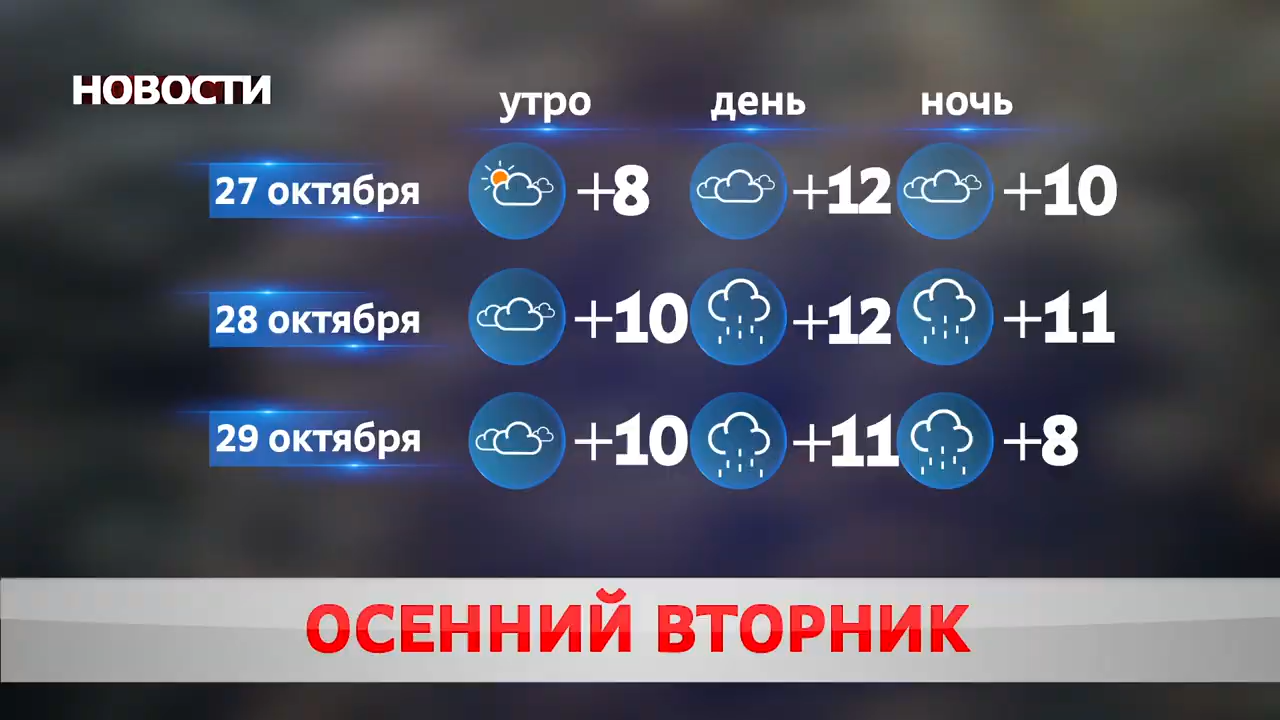 НОВОСТИ
утро день ночь
27 октября +8 +12 +10
28 октября +10 +12 +11
29 октября +10 +11 +8
ОСЕННИЙ ВТОРНИК